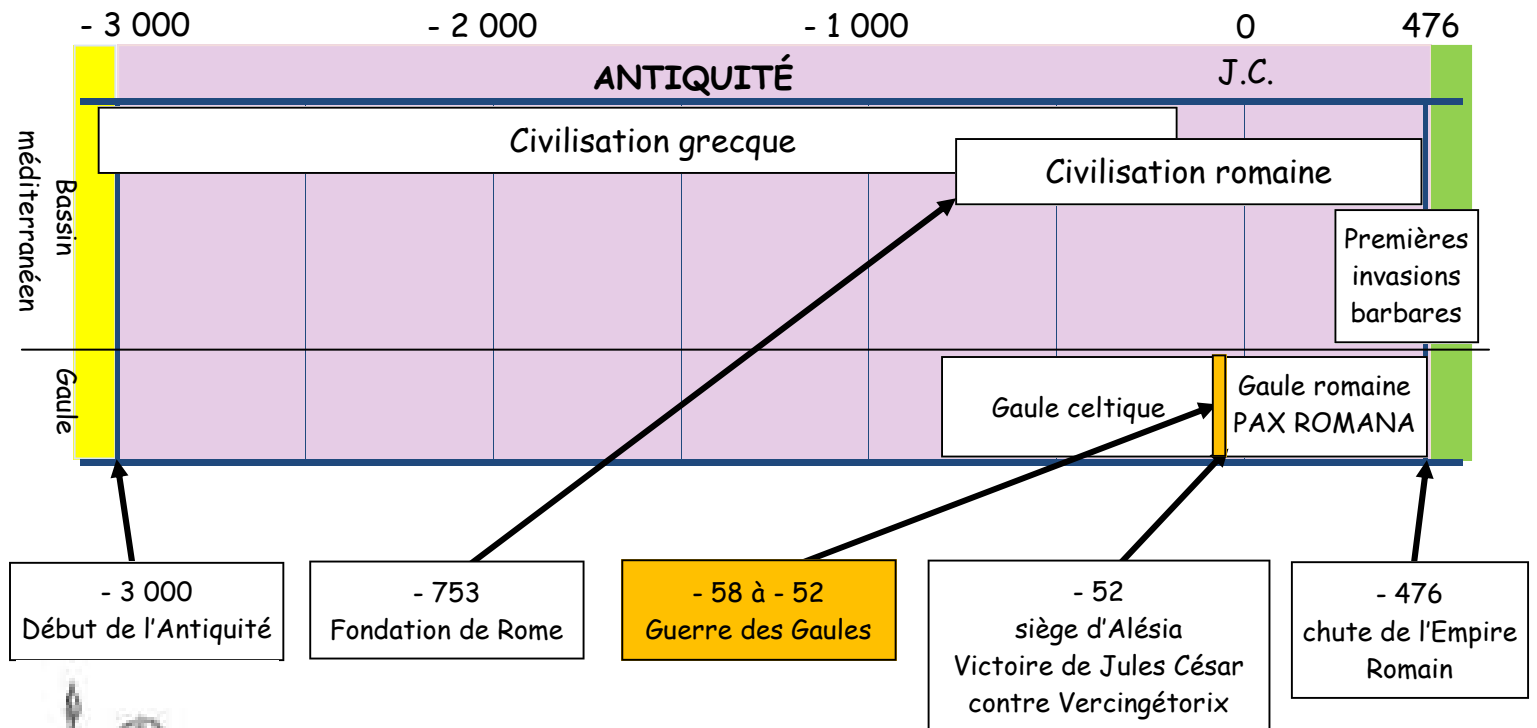 - 3 000 - 2 000 - 1 000 0 476
ANTIQUITÉ J.C.
Bassin
méditerranéen
Civilisation grecque
Civilisation romaine
Premières
invasions
barbares
Gaule
Gaule celtique
Gaule romaine
PAX ROMANA
- 3 000
Début de l'Antiquité
- 753
Fondation de Rome
- 58 à - 52
Guerre des Gaules
- 52
siège d'Alésia
Victoire de Jules César
contre Vercingétorix
- 476
chute de l'Empire
Romain